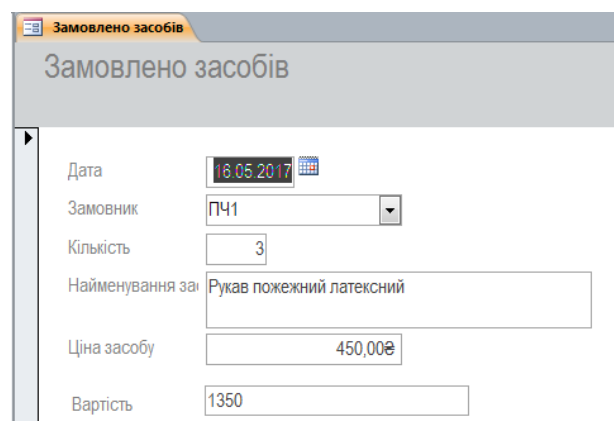 Замовлено засобів
Замовлено засобів
Дата 16.05.2017
Замовник ПЧ1
Кількість 3
Найменування зас Рукав пожежний латексний
Ціна засобу 450,00₴
Вартість 1350